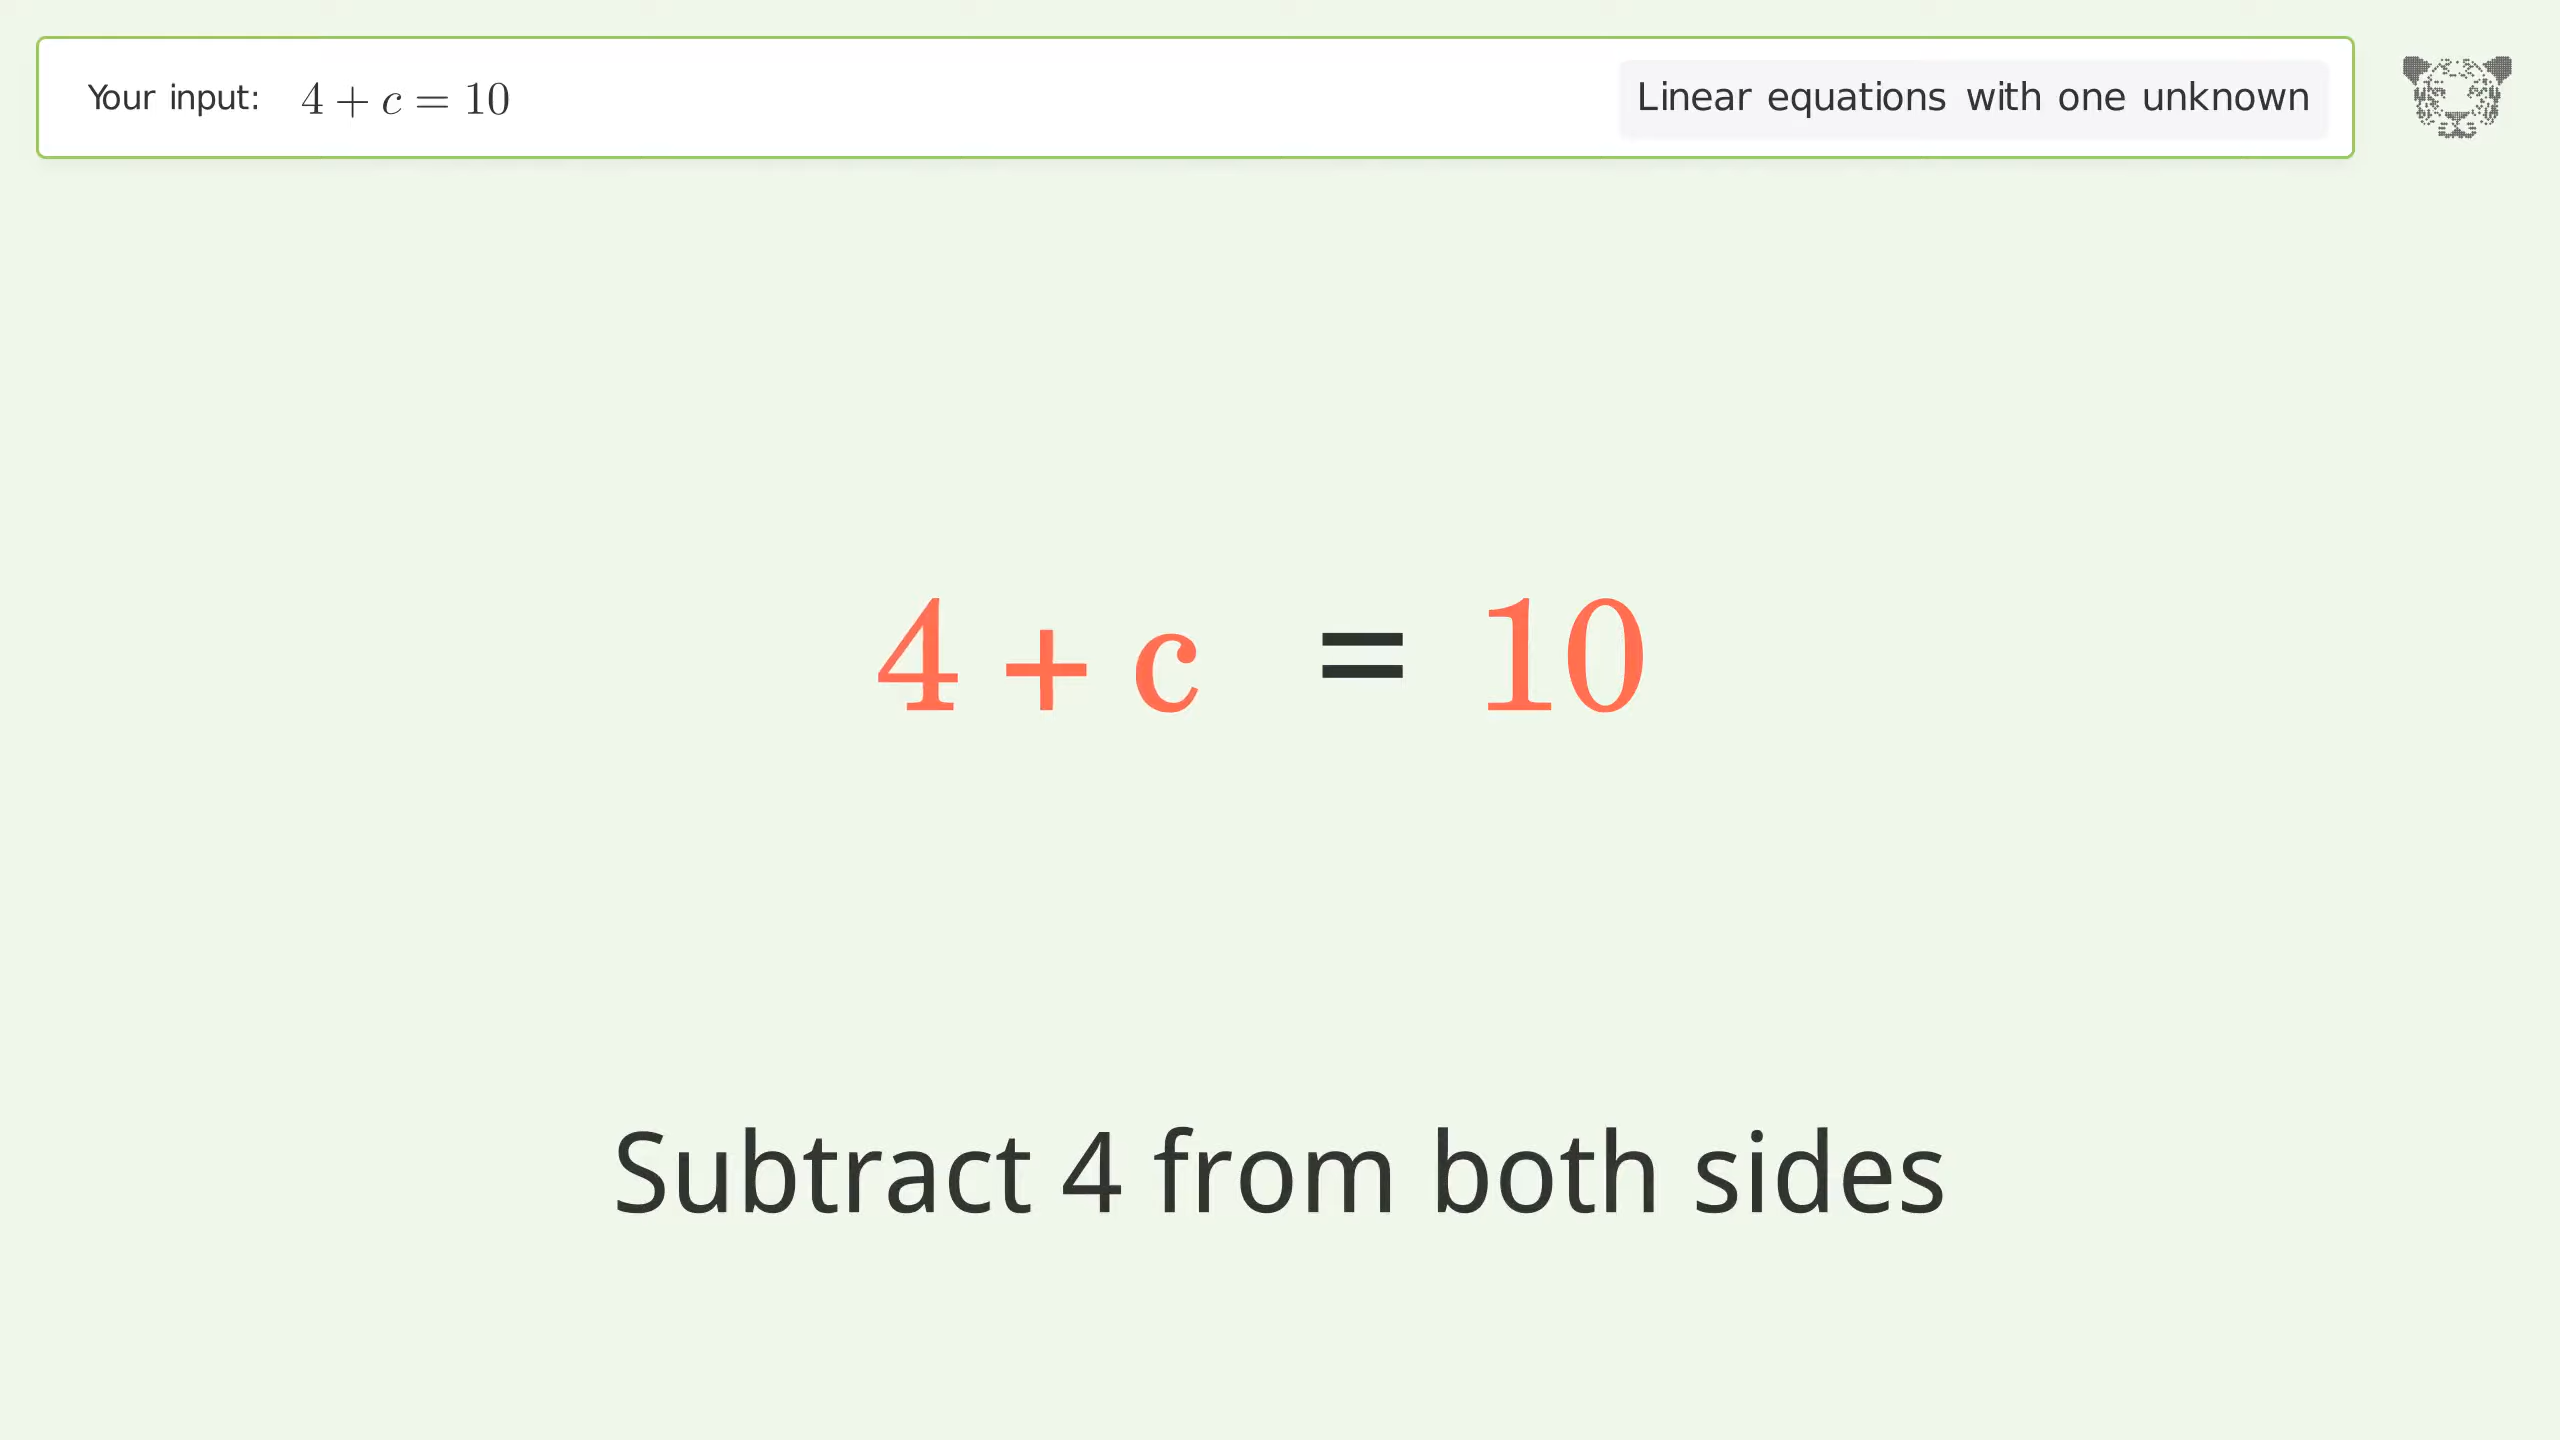 Your input: 4 + c = 10
Linear equations with one unknown
4 + c = 10
Subtract 4 from both sides